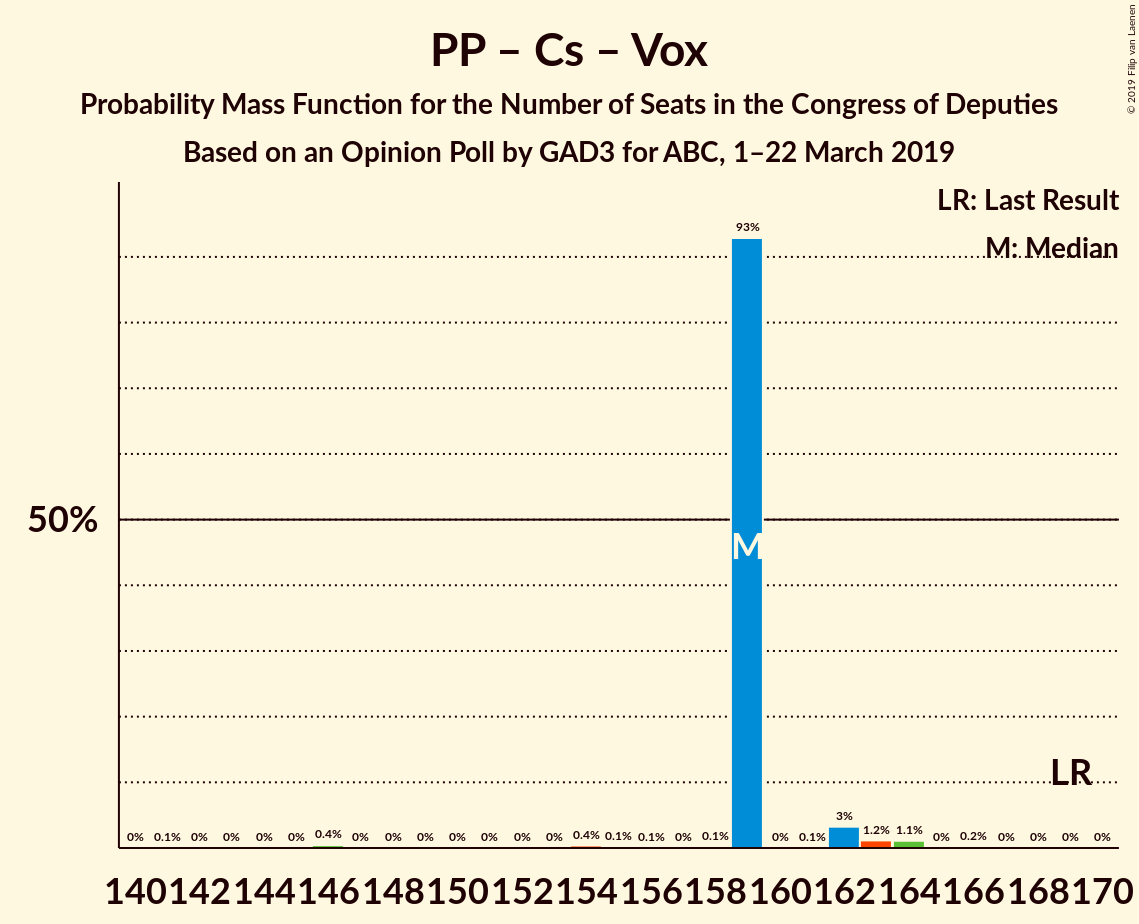 PP – Cs – Vox
Probability Mass Function for the Number of Seats in the Congress of Deputies
Based on an Opinion Poll by GAD3 for ABC, 1–22 March 2019
© 2019 Filip van Laenen
LR: Last Result
M: Median
93%
50%
M
LR
0% 0.1% 0% 0% 0% 0% 0.4% 0% 0% 0% 0% 0% 0% 0% 0.4% 0.1% 0.1% 0% 0.1% 0% 0.1% 3% 1.2% 1.1% 0% 0.2% 0% 0% 0% 0%
140 142 144 146 148 150 152 154 156 158 160 162 164 166 168 170